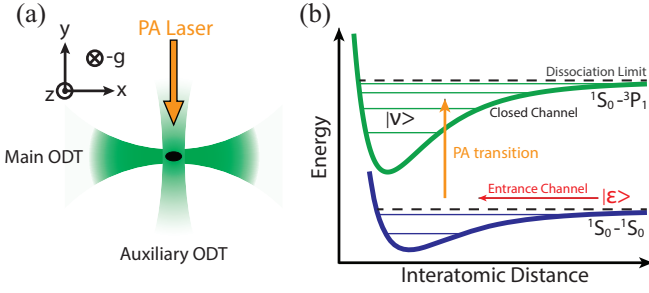 (a)
PA Laser
y
⊗-g
z
x
Main ODT
Auxiliary ODT
(b)
Energy
Dissociation Limit
¹S₀-³P₁
|ν>
Closed Channel
PA transition
Entrance Channel
|ε>
¹S₀-¹S₀
Interatomic Distance